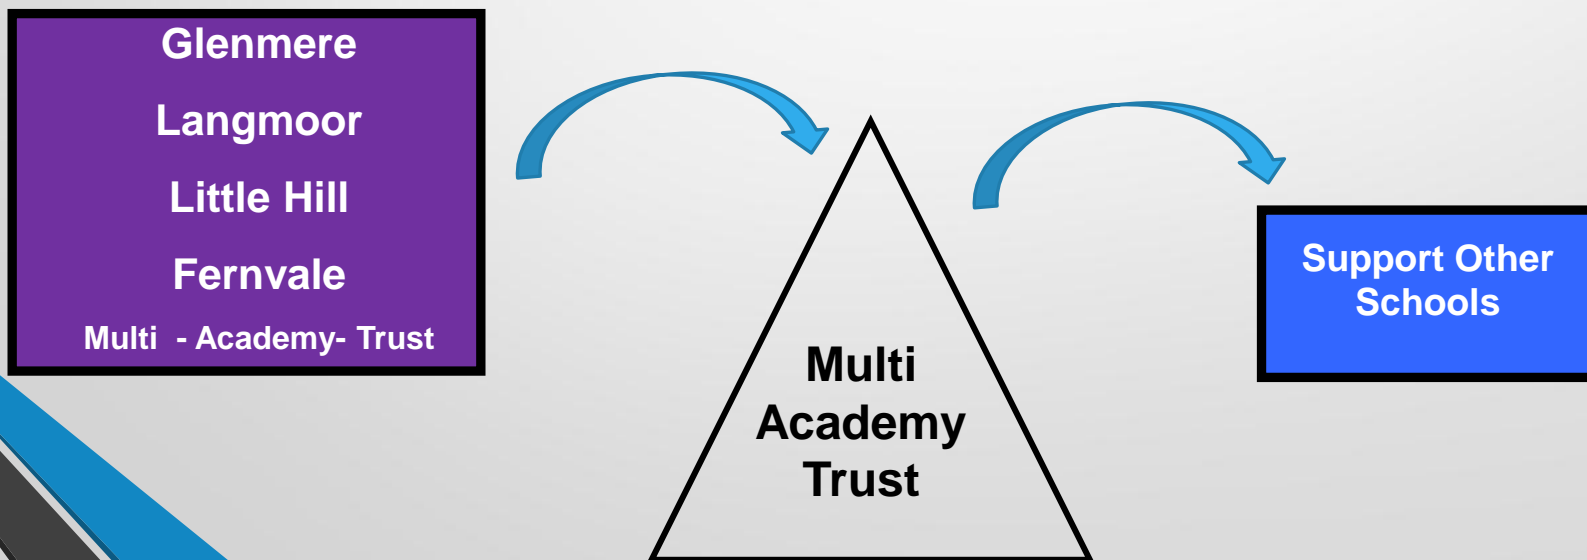 Glenmere
Langmoor
Little Hill
Fernvale
Multi - Academy- Trust
Multi
Academy
Trust
Support Other
Schools